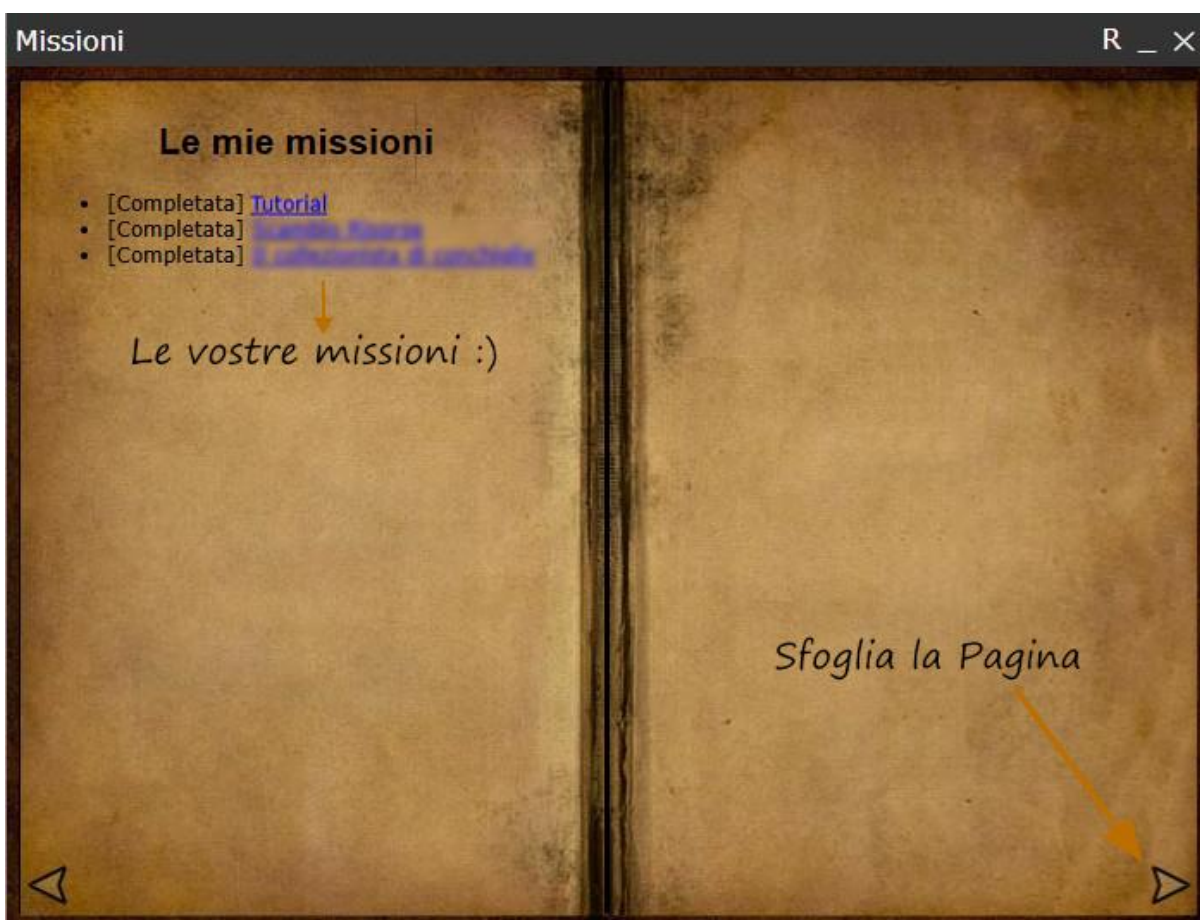 Missioni R _ ×
Le mie missioni
• [Completata] Tutorial
• [Completata]
• [Completata]
Le vostre missioni :)
Sfoglia la Pagina